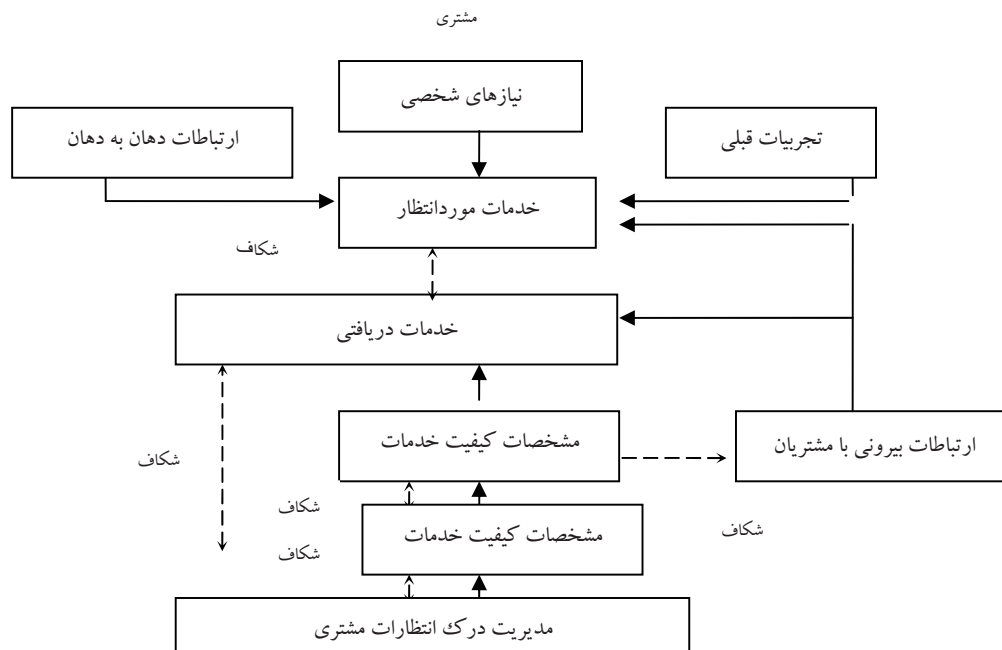 مشتری
نیازهای شخصی
تجربیات قبلی
ارتباطات دهان به دهان
خدمات موردانتظار
شکاف
خدمات دریافتی
مشخصات کیفیت خدمات
ارتباطات بیرونی با مشتریان
شکاف
شکاف
شکاف
مشخصات کیفیت خدمات
شکاف
مدیریت درک انتظارات مشتری